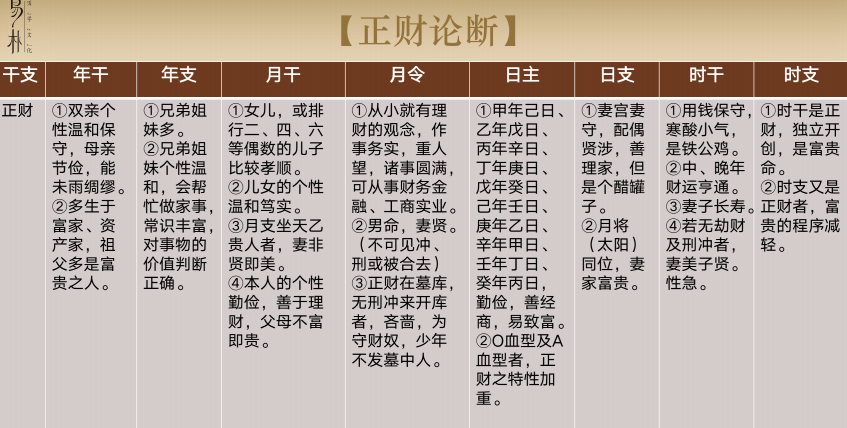 易
朴
【正财论断】
干支
年干
年支
月干
月令
日主
日支
时干
时支
正财
①双亲个
性温和保
守，母亲
节俭，能
未雨绸缪。
②多生于
富家、资
产家，祖
父多是富
贵之人。
①兄弟姐
妹多。
②兄弟姐
妹个性温
和，会帮
忙做家事，
常识丰富，
对事物的
价值判断
正确。
①女儿，或排
行二、四、六
等偶数的儿子
比较孝顺。
②儿女的个性
温和笃实。
③月支坐天乙
贵人者，妻非
贤即美。
④本人的个性
勤俭，善于理
财，父母不富
即贵。
①从小就有理
财的观念，作
事务实，重人
望，诸事圆满，
可从事财务金
融、工商实业。
②男命，妻贤。
（不可见冲、
刑或被合去）
③正财在墓库，
无刑冲来开库
者，吝啬，为
守财奴，少年
不发墓中人。
①甲年己日、
乙年戊日、
丙年辛日、
丁年庚日、
戊年癸日、
己年壬日、
庚年乙日、
辛年甲日、
壬年丁日、
癸年丙日，
勤俭，善经
商，易致富。
②O血型及A
血型者，正
财之特性加
重。
①妻宫妻
守，配偶
贤涉，善
理家，但
是个醋罐
子。
②月将
（太阳）
同位，妻
家富贵。
①用钱保守，
寒酸小气，
是铁公鸡。
②中、晚年
财运亨通。
③妻子长寿。
④若无劫财
及刑冲者，
妻美子贤。
性急。
①时干是正
财，独立开
创，是富贵
命。
②时支又是
正财者，富
贵的程序减
轻。